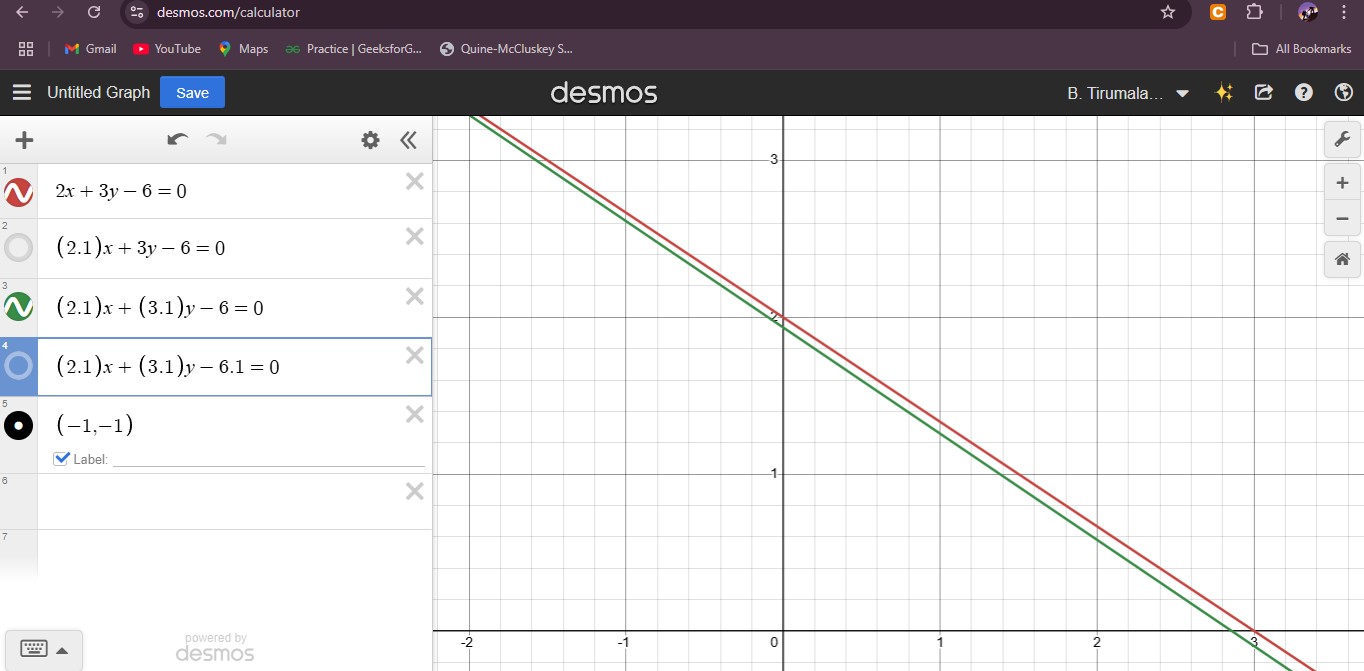 desmos.com/calculator
Gmail YouTube Maps Practice | GeeksforG... Quine-McCluskey S... All Bookmarks
Untitled Graph Save desmos B. Tirumala...
1
2x + 3y − 6 = 0
2
(2.1)x + 3y − 6 = 0
3
(2.1)x + (3.1)y − 6 = 0
4
(2.1)x + (3.1)y − 6.1 = 0
5
(−1,−1)
Label:
6
7
powered by
desmos
3
2
1
-2 -1 0 1 2 3